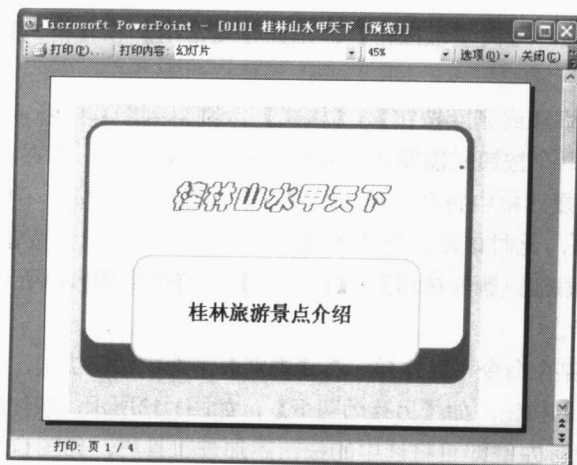 Microsoft PowerPoint - [0101 桂林山水甲天下 [预览]]
打印(P)... 打印内容: 幻灯片 45% 选项(O) 关闭(C)
桂林山水甲天下
桂林旅游景点介绍
打印: 页 1 / 4